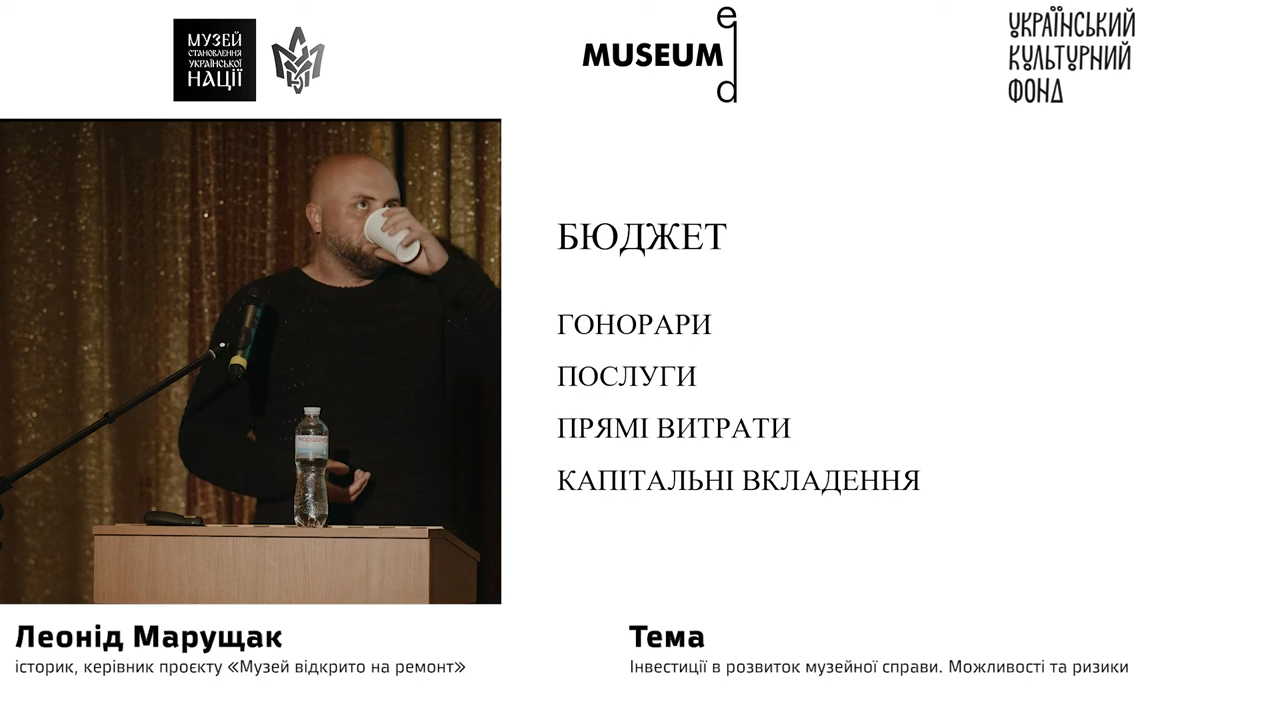 МУЗЕЙ
СТАНОВЛЕННЯ
УКРАЇНСЬКОЇ
НАЦІЇ
MUSEUM
ed
УКРАЇНСЬКИЙ
КУЛЬТУРНИЙ
ФОНД
БЮДЖЕТ
ГОНОРАРИ
ПОСЛУГИ
ПРЯМІ ВИТРАТИ
КАПІТАЛЬНІ ВКЛАДЕННЯ
Леонід Марущак
історик, керівник проєкту «Музей відкрито на ремонт»
Тема
Інвестиції в розвиток музейної справи. Можливості та ризики